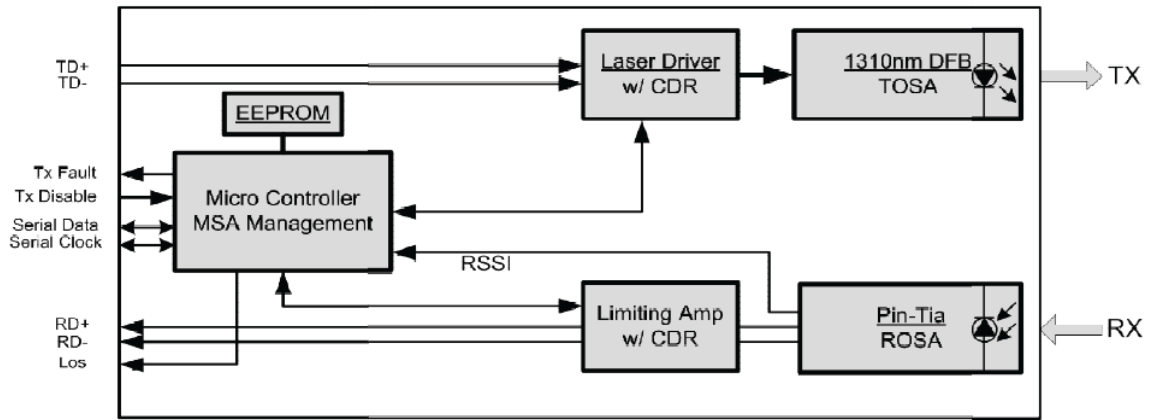 TD+
TD-
Laser Driver
w/ CDR
1310nm DFB
TOSA
TX
EEPROM
Tx Fault
Tx Disable
Serial Data
Serial Clock
Micro Controller
MSA Management
RSSI
RD+
RD-
Los
Limiting Amp
w/ CDR
Pin-Tia
ROSA
RX